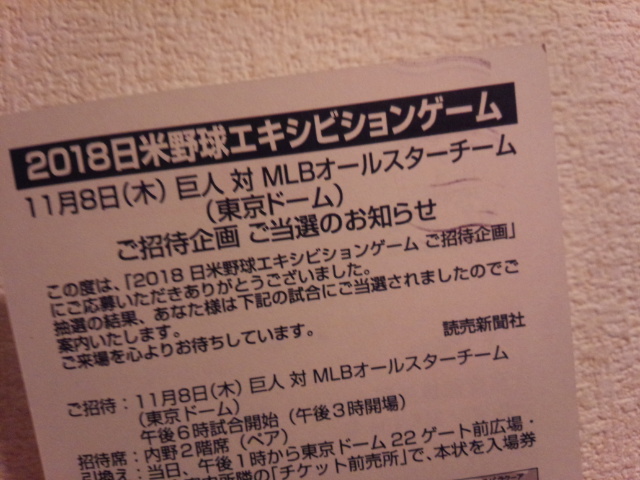 2018日米野球エキシビションゲーム
11月8日(木) 巨人 対 MLBオールスターチーム
(東京ドーム)
ご招待企画 ご当選のお知らせ
この度は、「2018 日米野球エキシビションゲーム ご招待企画」
にご応募いただきありがとうございました。
抽選の結果、あなた様は下記の試合にご当選されましたのでご
案内いたします。
ご来場を心よりお待ちしています。
読売新聞社
ご招待：11月8日(木) 巨人 対 MLBオールスターチーム
(東京ドーム)
午後6時試合開始 (午後3時開場)
招待席：内野2階席 (ペア)
引換え：当日、午後1時から東京ドーム22ゲート前広場・
の「チケット前売所」で、本状を入場券